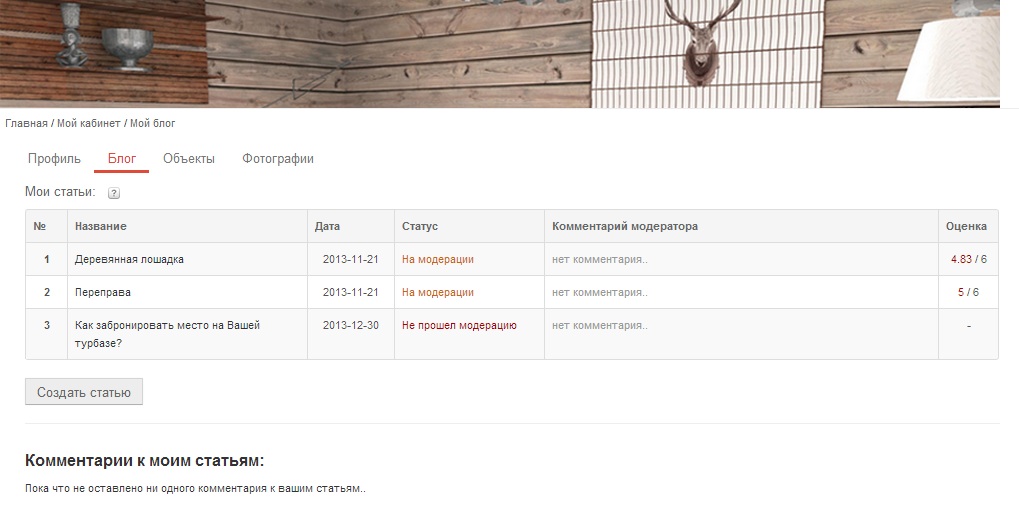 Главная / Мой кабинет / Мой блог
Профиль Блог Объекты Фотографии
Мои статьи: ?
№ Название Дата Статус Комментарий модератора Оценка
1 Деревянная лошадка 2013-11-21 На модерации нет комментария.. 4.83 / 6
2 Переправа 2013-11-21 На модерации нет комментария.. 5 / 6
3 Как забронировать место на Вашей 2013-12-30 Не прошел модерацию нет комментария.. -
турбазе?
Создать статью
Комментарии к моим статьям:
Пока что не оставлено ни одного комментария к вашим статьям..